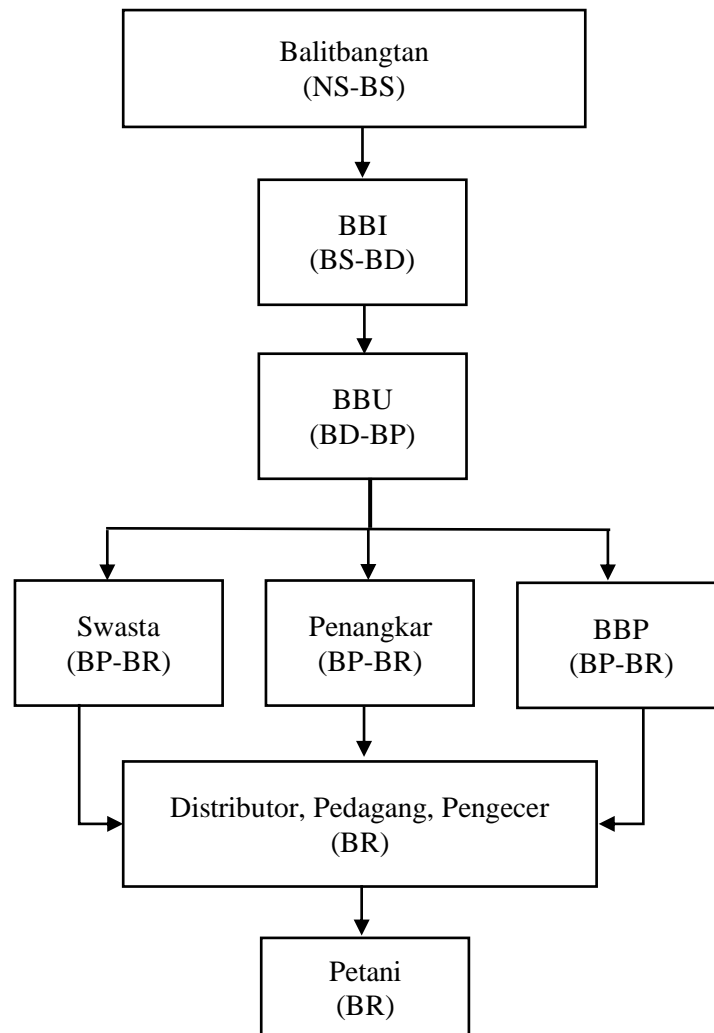 Balitbangtan
(NS-BS)
BBI
(BS-BD)
BBU
(BD-BP)
Swasta
(BP-BR)
Penangkar
(BP-BR)
BBP
(BP-BR)
Distributor, Pedagang, Pengecer
(BR)
Petani
(BR)